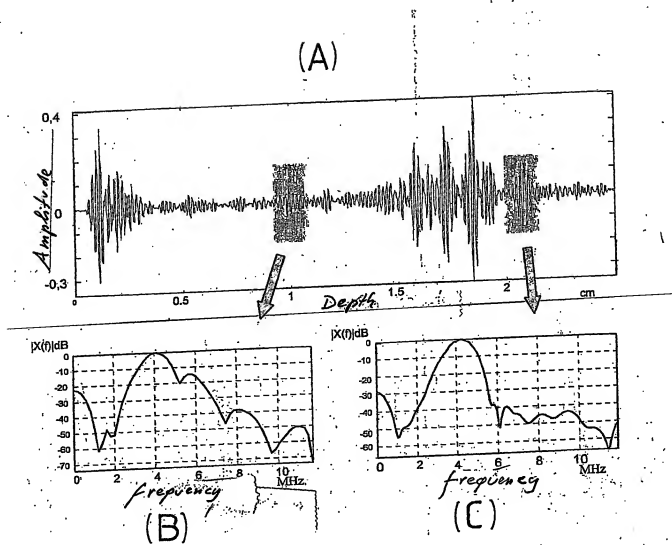 (A)
0,4
Amplitude
0
-0,3
0 0.5 1 1.5 2 cm
Depth
|X(f)|dB
0
-10
-20
-30
-40
-50
-60
-70
0 2 4 6 8 10
MHz
frequency
(B)
|X(f)|dB
0
-10
-20
-30
-40
-50
-60
0 2 4 6 8 10
MHz
frequency
(C)